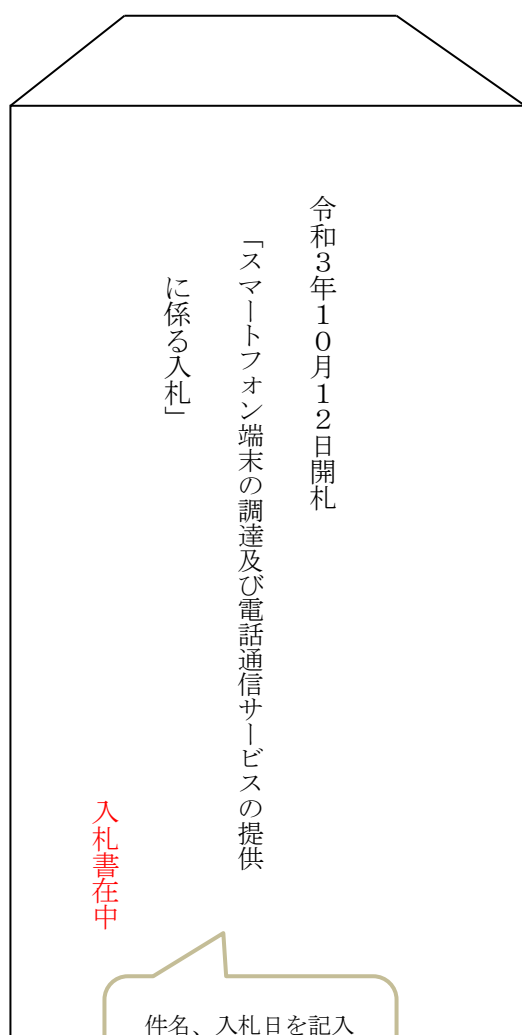 令和３年１０月１２日開札
「スマートフォン端末の調達及び電話通信サービスの提供
に係る入札」
入札書在中
件名、入札日を記入